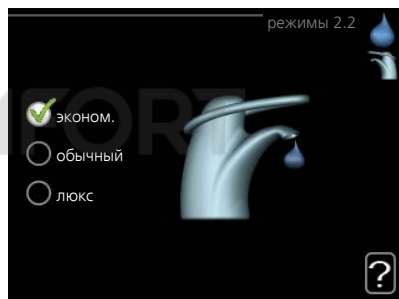 режимы 2.2
эконом.
обычный
люкс
?